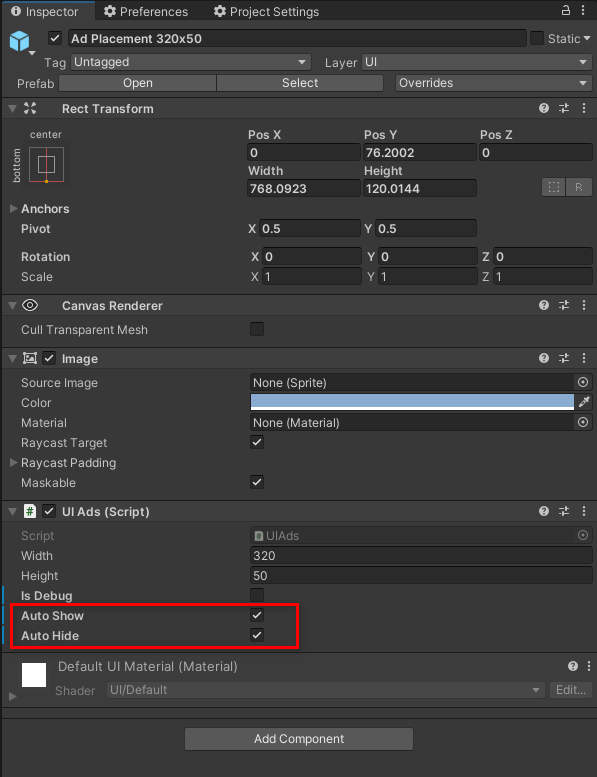 Inspector Preferences Project Settings
Ad Placement 320x50 Static
Tag Untagged Layer UI
Prefab Open Select Overrides
Rect Transform
center Pos X Pos Y Pos Z
bottom 0 76.2002 0
Width Height
768.0923 120.0144 R
Anchors
Pivot X 0.5 Y 0.5
Rotation X 0 Y 0 Z 0
Scale X 1 Y 1 Z 1
Canvas Renderer
Cull Transparent Mesh
Image
Source Image None (Sprite)
Color
Material None (Material)
Raycast Target
Raycast Padding
Maskable
# UI Ads (Script)
Script # UIAds
Width 320
Height 50
Is Debug
Auto Show
Auto Hide
Default UI Material (Material)
Shader UI/Default Edit...
Add Component